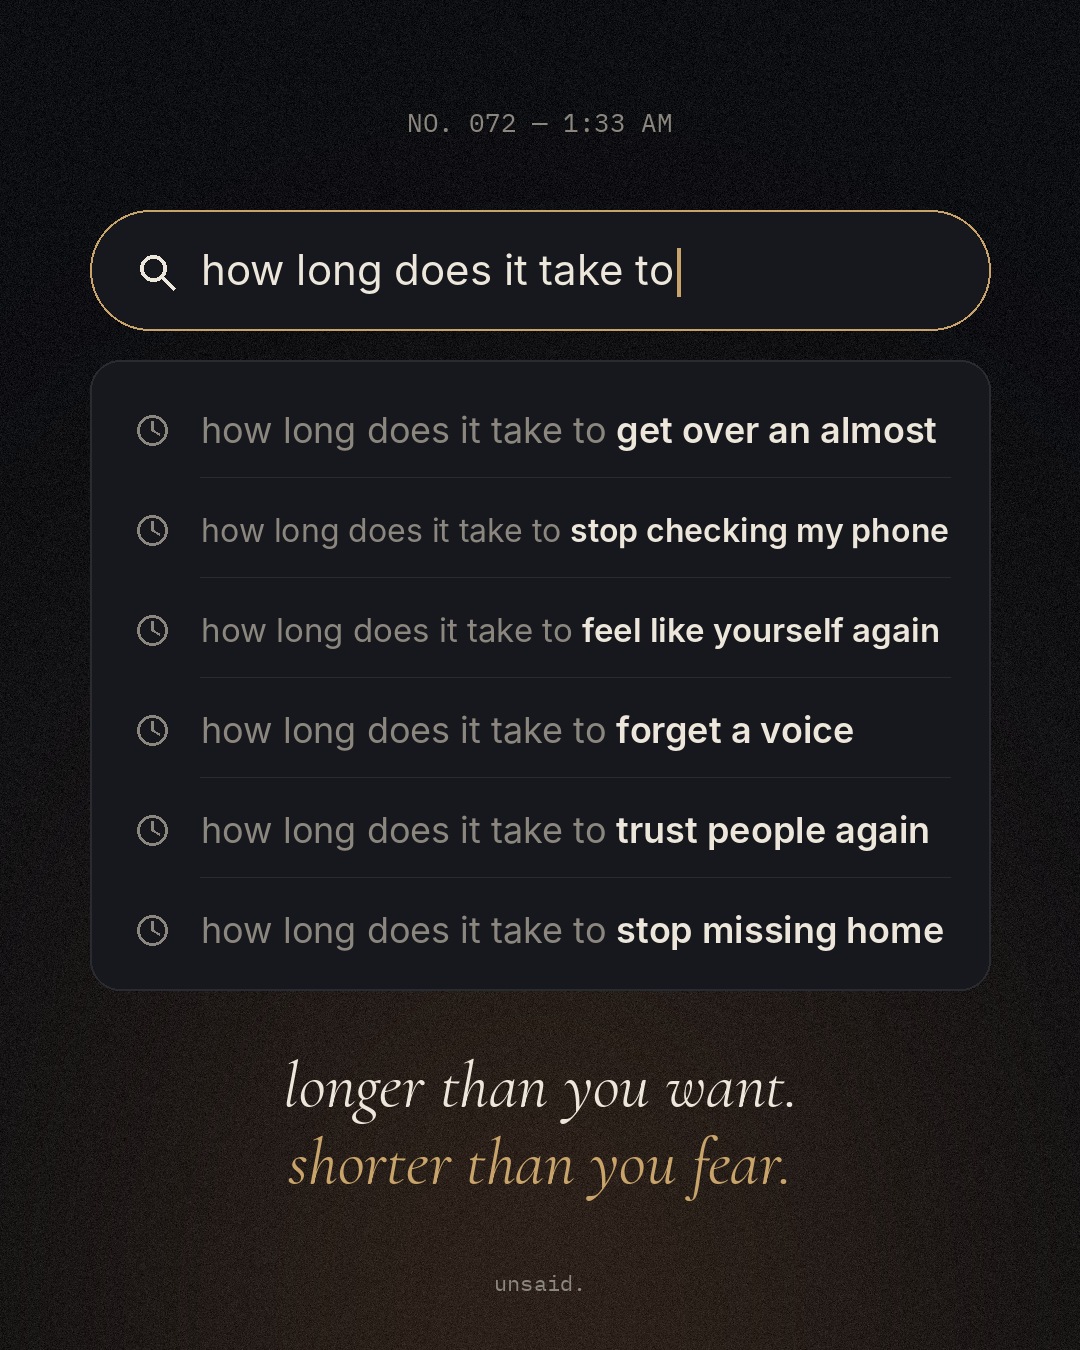 NO. 072 — 1:33 AM
how long does it take to
how long does it take to get over an almost
how long does it take to stop checking my phone
how long does it take to feel like yourself again
how long does it take to forget a voice
how long does it take to trust people again
how long does it take to stop missing home
longer than you want.
shorter than you fear.
unsaid.